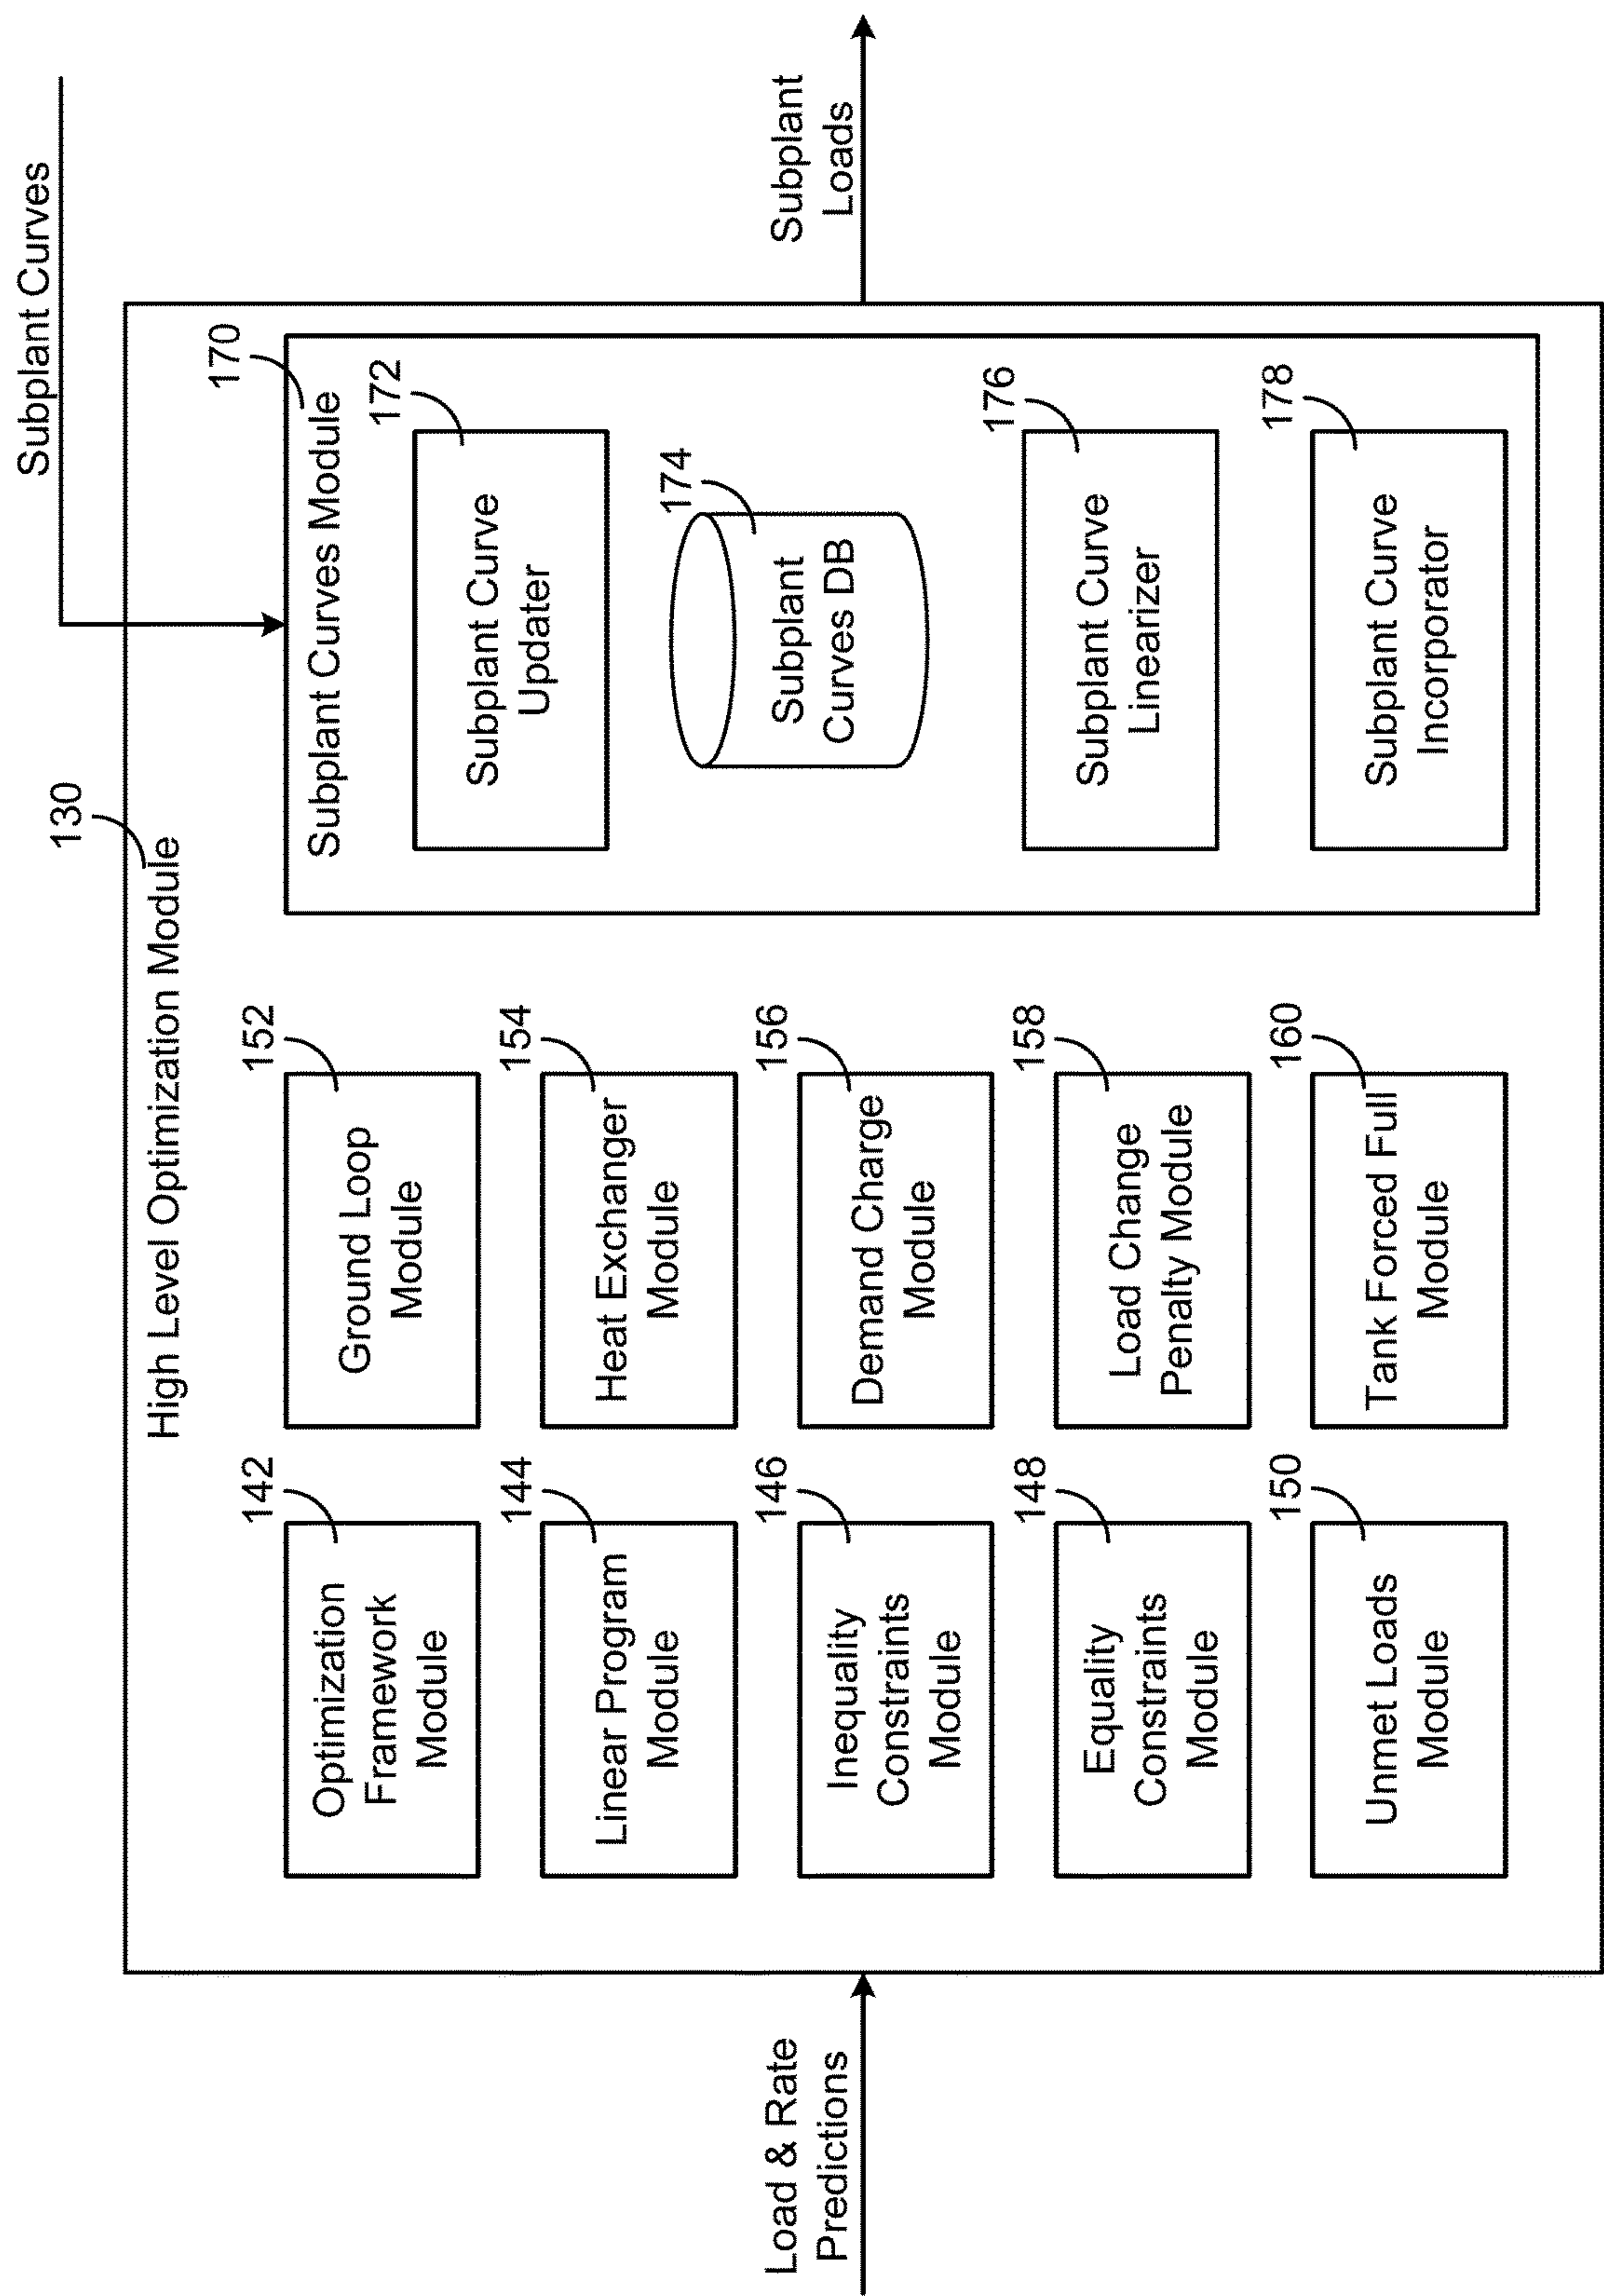 Subplant Curves
130
High Level Optimization Module
Load & Rate
Predictions
Subplant
Loads
142
Optimization
Framework
Module
144
Linear Program
Module
146
Inequality
Constraints
Module
148
Equality
Constraints
Module
150
Unmet Loads
Module
152
Ground Loop
Module
154
Heat Exchanger
Module
156
Demand Charge
Module
158
Load Change
Penalty Module
160
Tank Forced Full
Module
170
Subplant Curves Module
172
Subplant Curve
Updater
174
Subplant
Curves DB
176
Subplant Curve
Linearizer
178
Subplant Curve
Incorporator